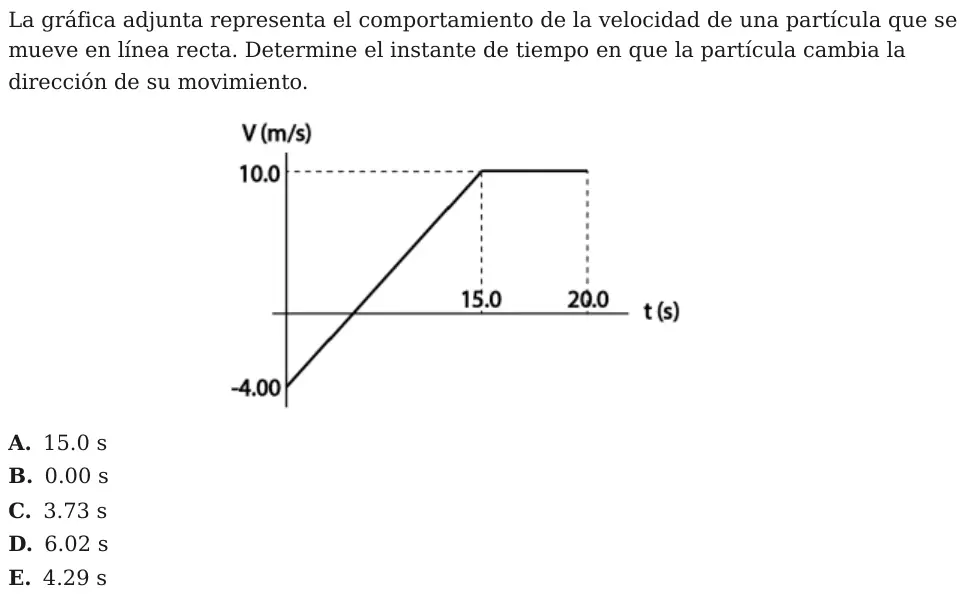 La gráfica adjunta representa el comportamiento de la velocidad de una partícula que se
mueve en línea recta. Determine el instante de tiempo en que la partícula cambia la
dirección de su movimiento.
V (m/s)
10.0
15.0
20.0
t (s)
-4.00
A. 15.0 s
B. 0.00 s
C. 3.73 s
D. 6.02 s
E. 4.29 s